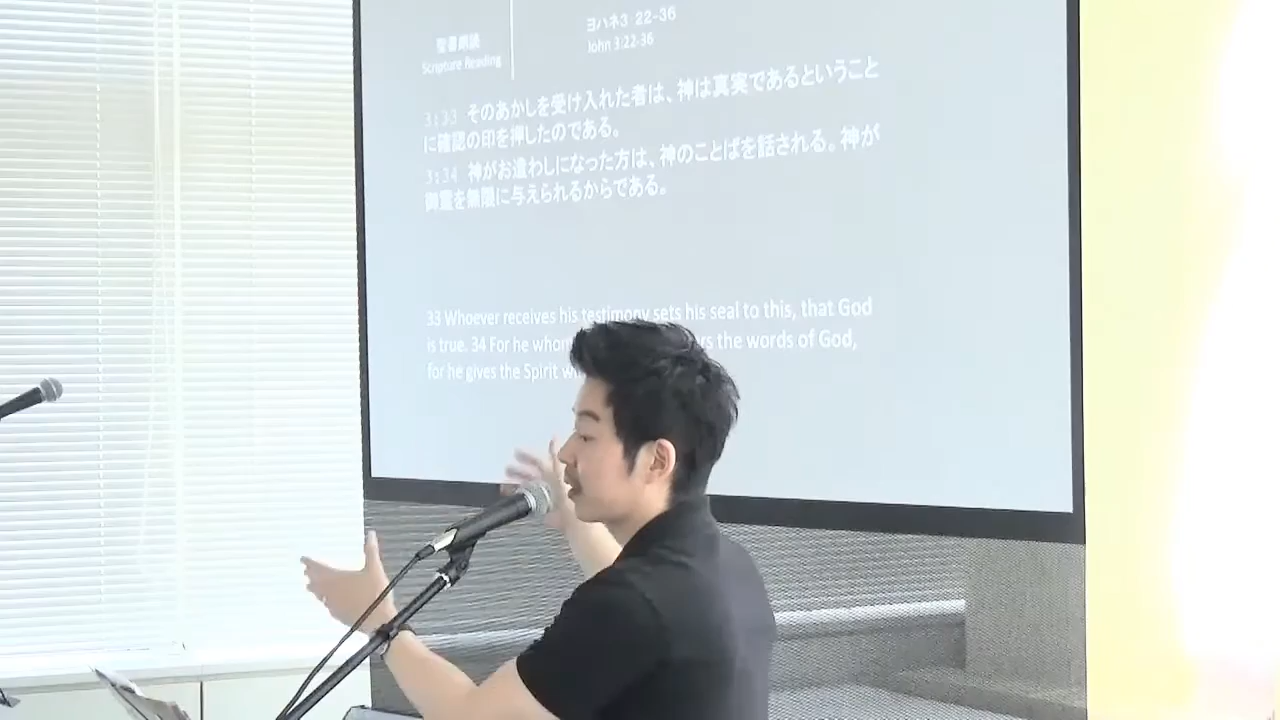 聖書朗読
Scripture Reading
ヨハネ3 22-36
John 3:22-36
3:33 そのあかしを受け入れた者は、神は真実であるということ
に確認の印を押したのである。
3:34 神がお遣わしになった方は、神のことばを話される。神が
御霊を無限に与えられるからである。
33 Whoever receives his testimony sets his seal to this, that God
is true. 34 For he whom rs the words of God,
for he gives the Spirit